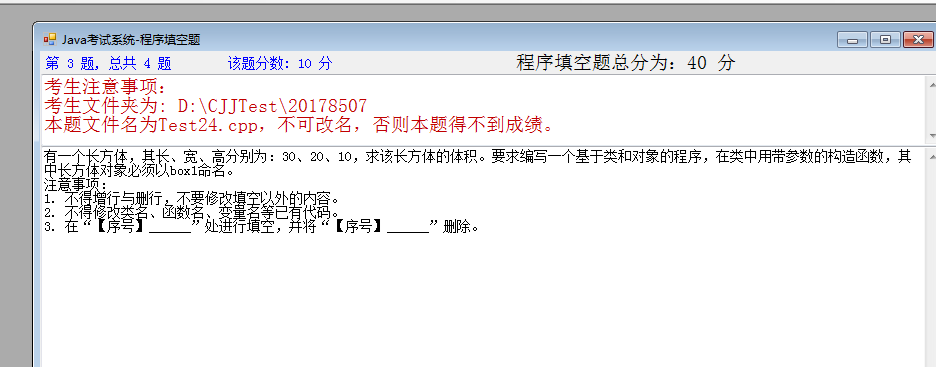 Java考试系统-程序填空题
第 3 题，总共 4 题 该题分数：10 分 程序填空题总分为：40 分
考生注意事项：
考生文件夹为: D:\CJJTest\20178507
本题文件名为Test24.cpp，不可改名，否则本题得不到成绩。
有一个长方体，其长、宽、高分别为：30、20、10，求该长方体的体积。要求编写一个基于类和对象的程序，在类中用带参数的构造函数，其
中长方体对象必须以box1命名。
注意事项：
1. 不得增行与删行，不要修改填空以外的内容。
2. 不得修改类名、函数名、变量名等已有代码。
3. 在“【序号】______”处进行填空，并将“【序号】______”删除。